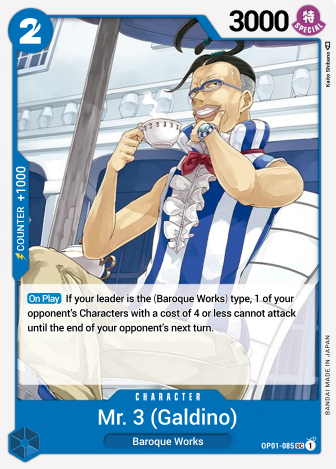 2
3000
特
SPECIAL
Keito Shibano
COUNTER +1000
On Play If your leader is the (Baroque Works) type, 1 of your
opponent's Characters with a cost of 4 or less cannot attack
until the end of your opponent's next turn.
BANDAI MADE IN JAPAN
CHARACTER
Mr. 3 (Galdino)
Baroque Works
OP01-085 UC 1